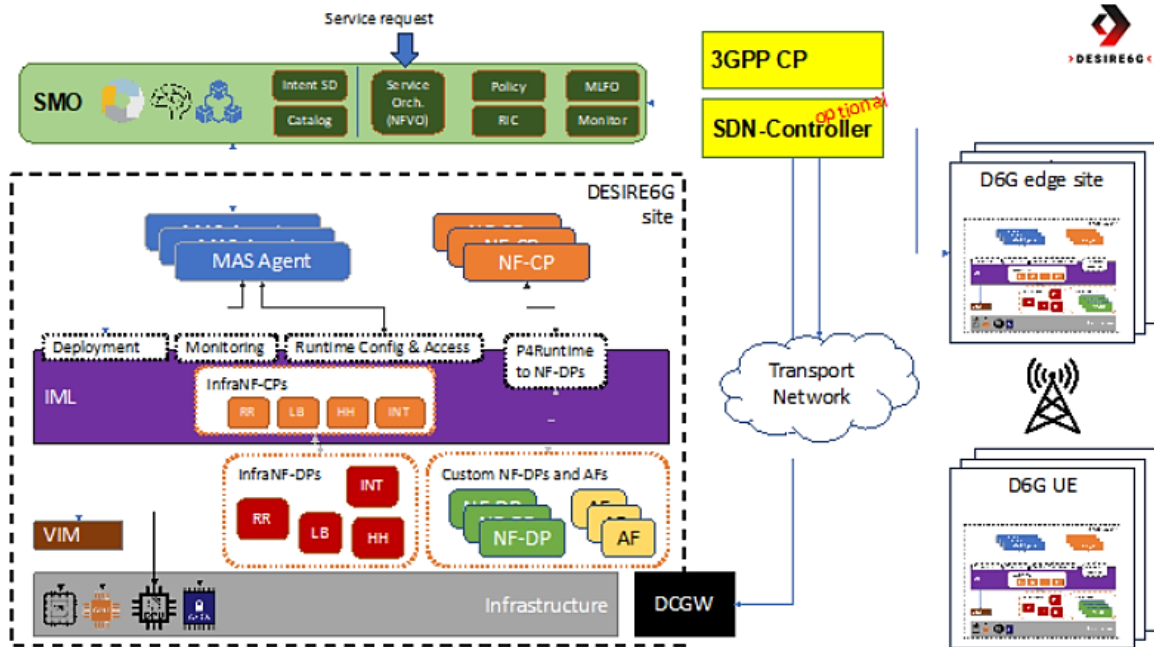 Service request
SMO
Intent SD
Catalog
Service
Orch.
(NFVO)
Policy
RIC
MLFO
Monitor
3GPP CP
SDN-Controller
optional
DESIRE6G
DESIRE6G
site
MAS Agent
NF-CP
Deployment
Monitoring
Runtime Config & Access
P4Runtime
to NF-DPs
IML
InfraNF-CPs
RR
LB
HH
INT
InfraNF-DPs
INT
RR
LB
HH
Custom NF-DPs and AFs
NF-DP
AF
VIM
Infrastructure
DCGW
Transport
Network
D6G edge site
D6G UE